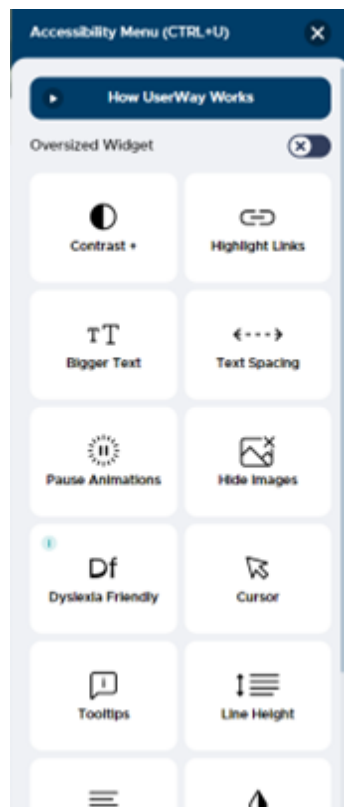 Accessibility Menu (CTRL+U)
How UserWay Works
Oversized Widget
Contrast +
Highlight Links
TT
Bigger Text
Text Spacing
Pause Animations
Hide Images
Df
Dyslexia Friendly
Cursor
Tooltips
Line Height